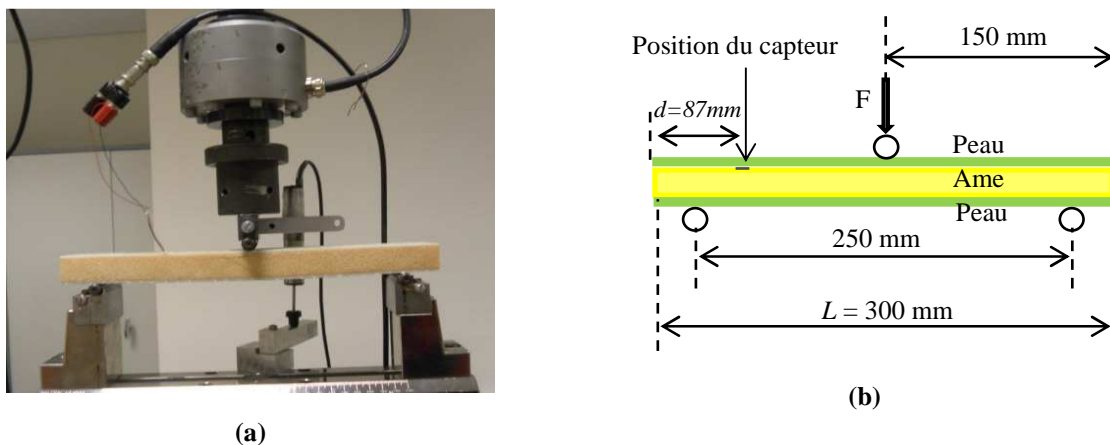 Position du capteur
150 mm
F
d=87mm
Peau
Ame
Peau
250 mm
L = 300 mm
(a)
(b)